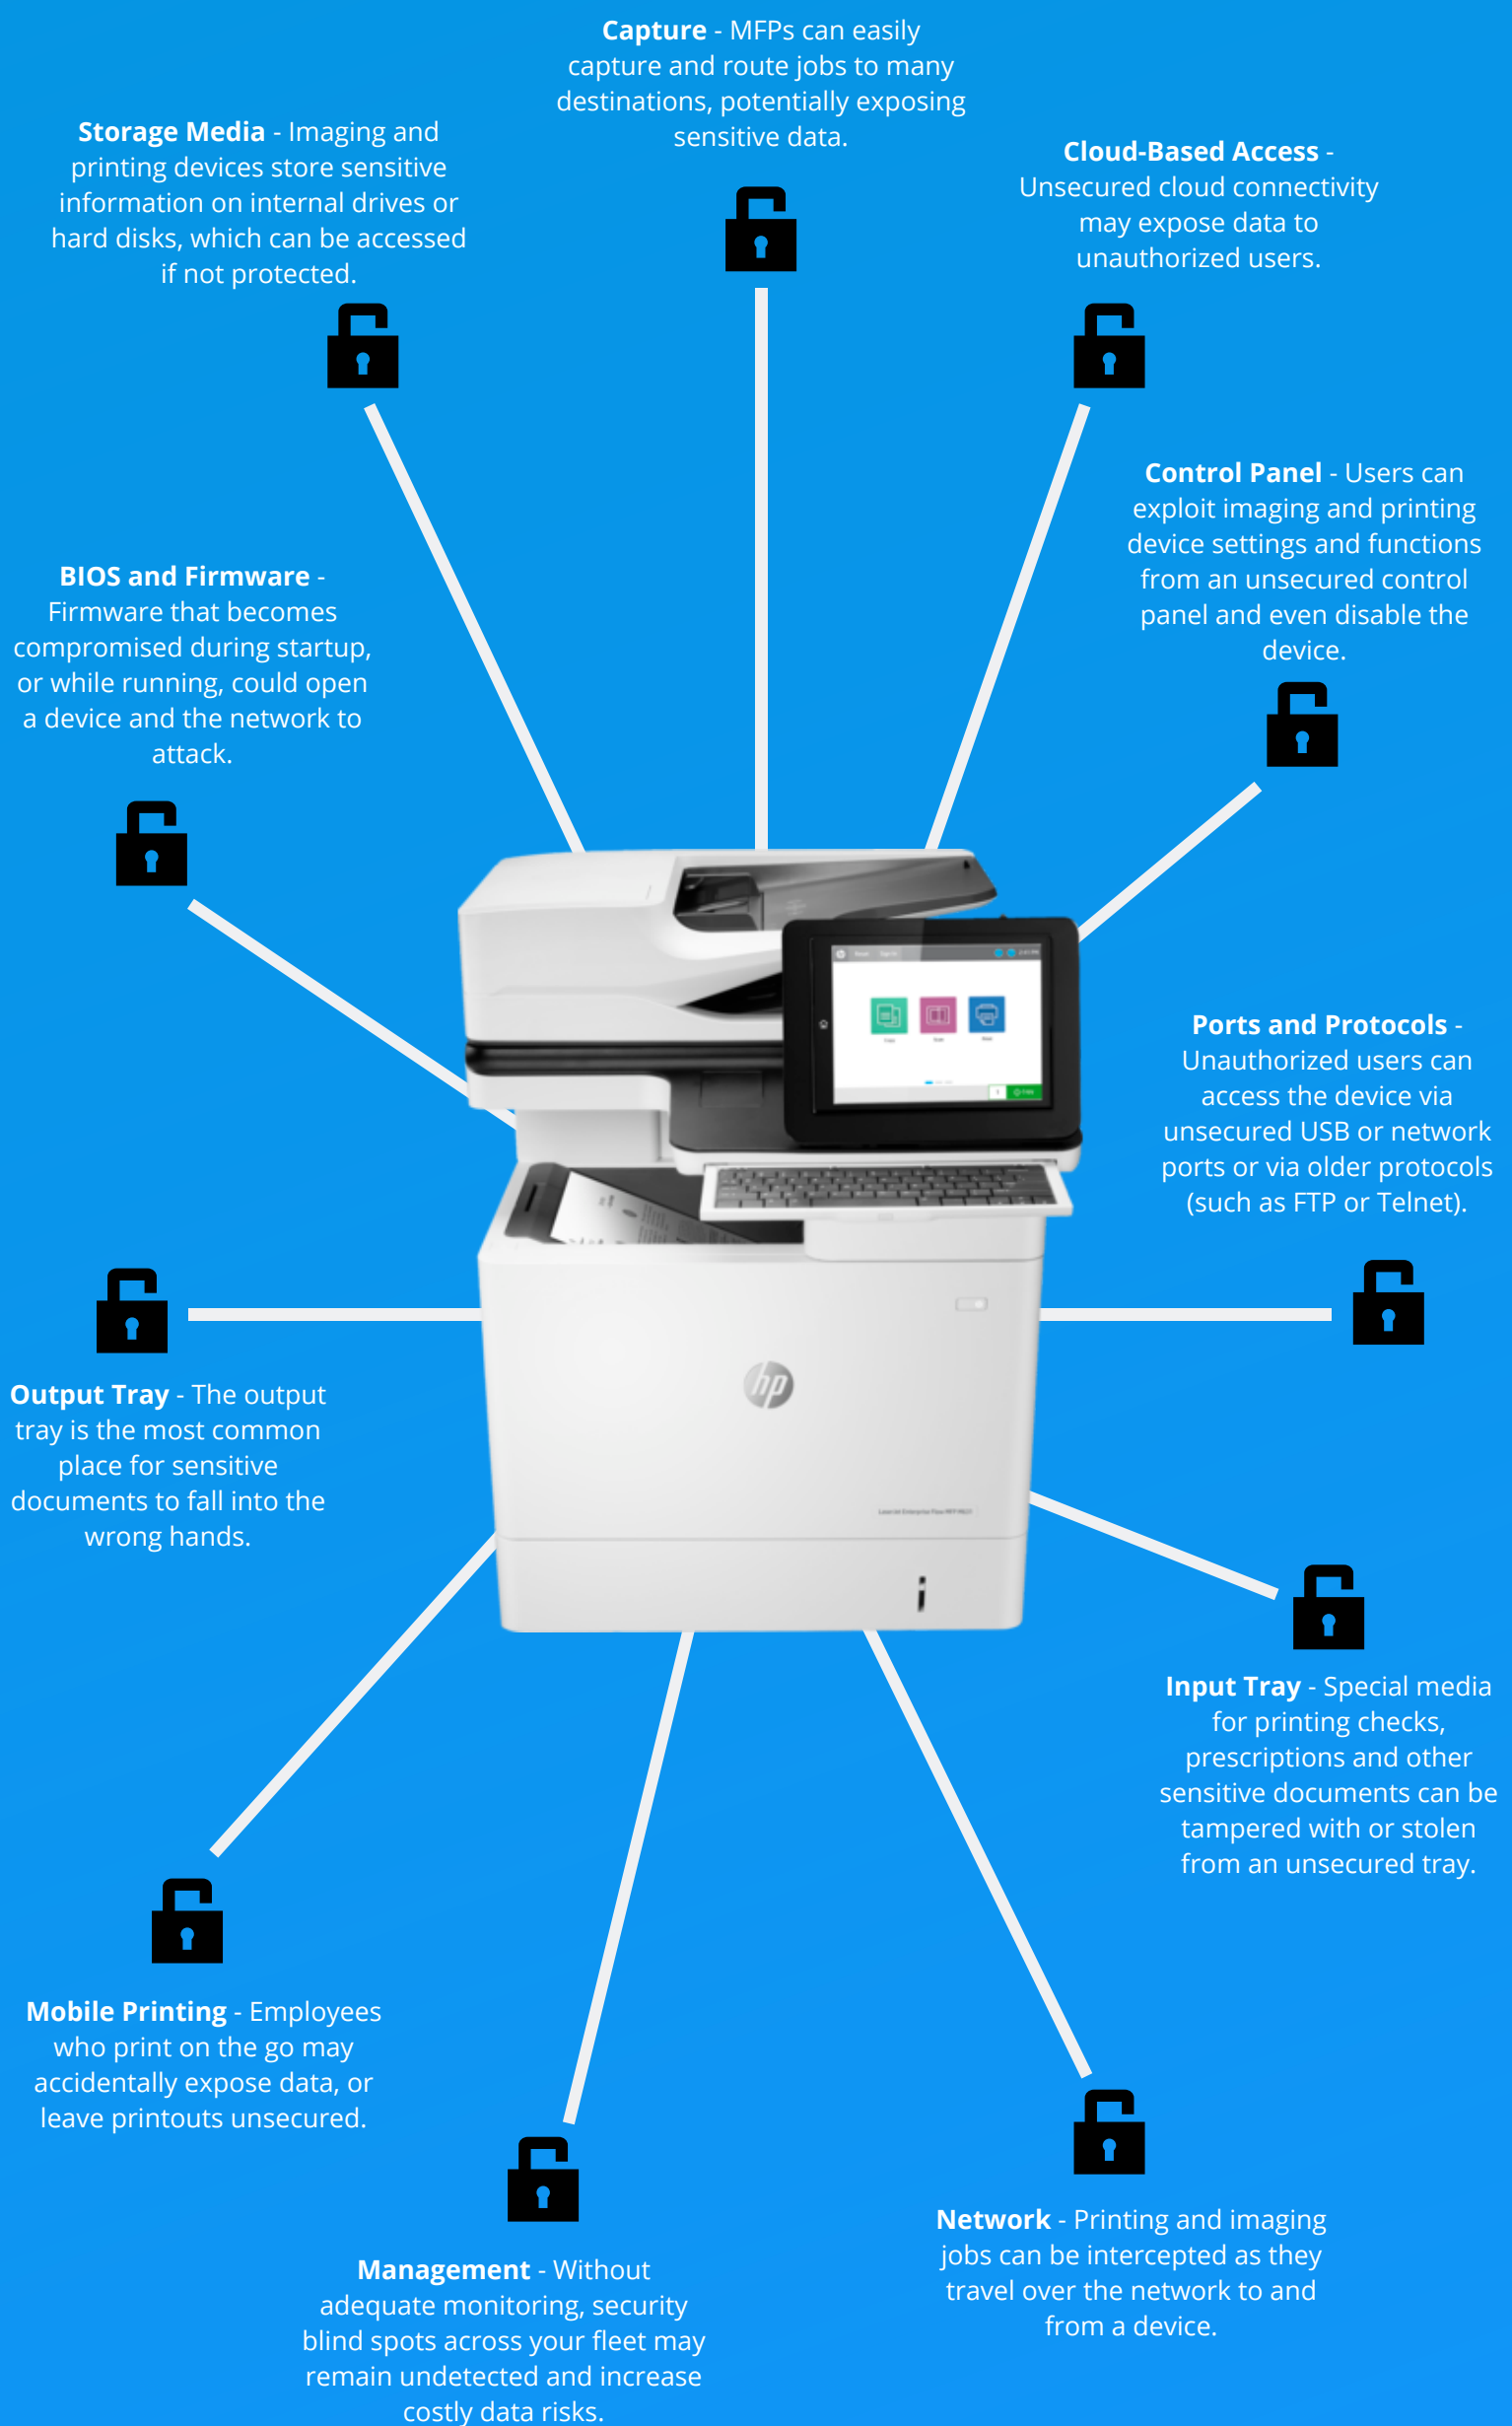 Capture - MFPs can easily
capture and route jobs to many
destinations, potentially exposing
sensitive data.
Storage Media - Imaging and
printing devices store sensitive
information on internal drives or
hard disks, which can be accessed
if not protected.
Cloud-Based Access -
Unsecured cloud connectivity
may expose data to
unauthorized users.
Control Panel - Users can
exploit imaging and printing
device settings and functions
from an unsecured control
panel and even disable the
device.
BIOS and Firmware -
Firmware that becomes
compromised during startup,
or while running, could open
a device and the network to
attack.
Ports and Protocols -
Unauthorized users can
access the device via
unsecured USB or network
ports or via older protocols
(such as FTP or Telnet).
hp
Output Tray - The output
tray is the most common
place for sensitive
documents to fall into the
wrong hands.
LaserJet Enterprise Flow MFP
Input Tray - Special media
for printing checks,
prescriptions and other
sensitive documents can be
tampered with or stolen
from an unsecured tray.
Mobile Printing - Employees
who print on the go may
accidentally expose data, or
leave printouts unsecured.
Network - Printing and imaging
jobs can be intercepted as they
travel over the network to and
from a device.
Management - Without
adequate monitoring, security
blind spots across your fleet may
remain undetected and increase
costly data risks.